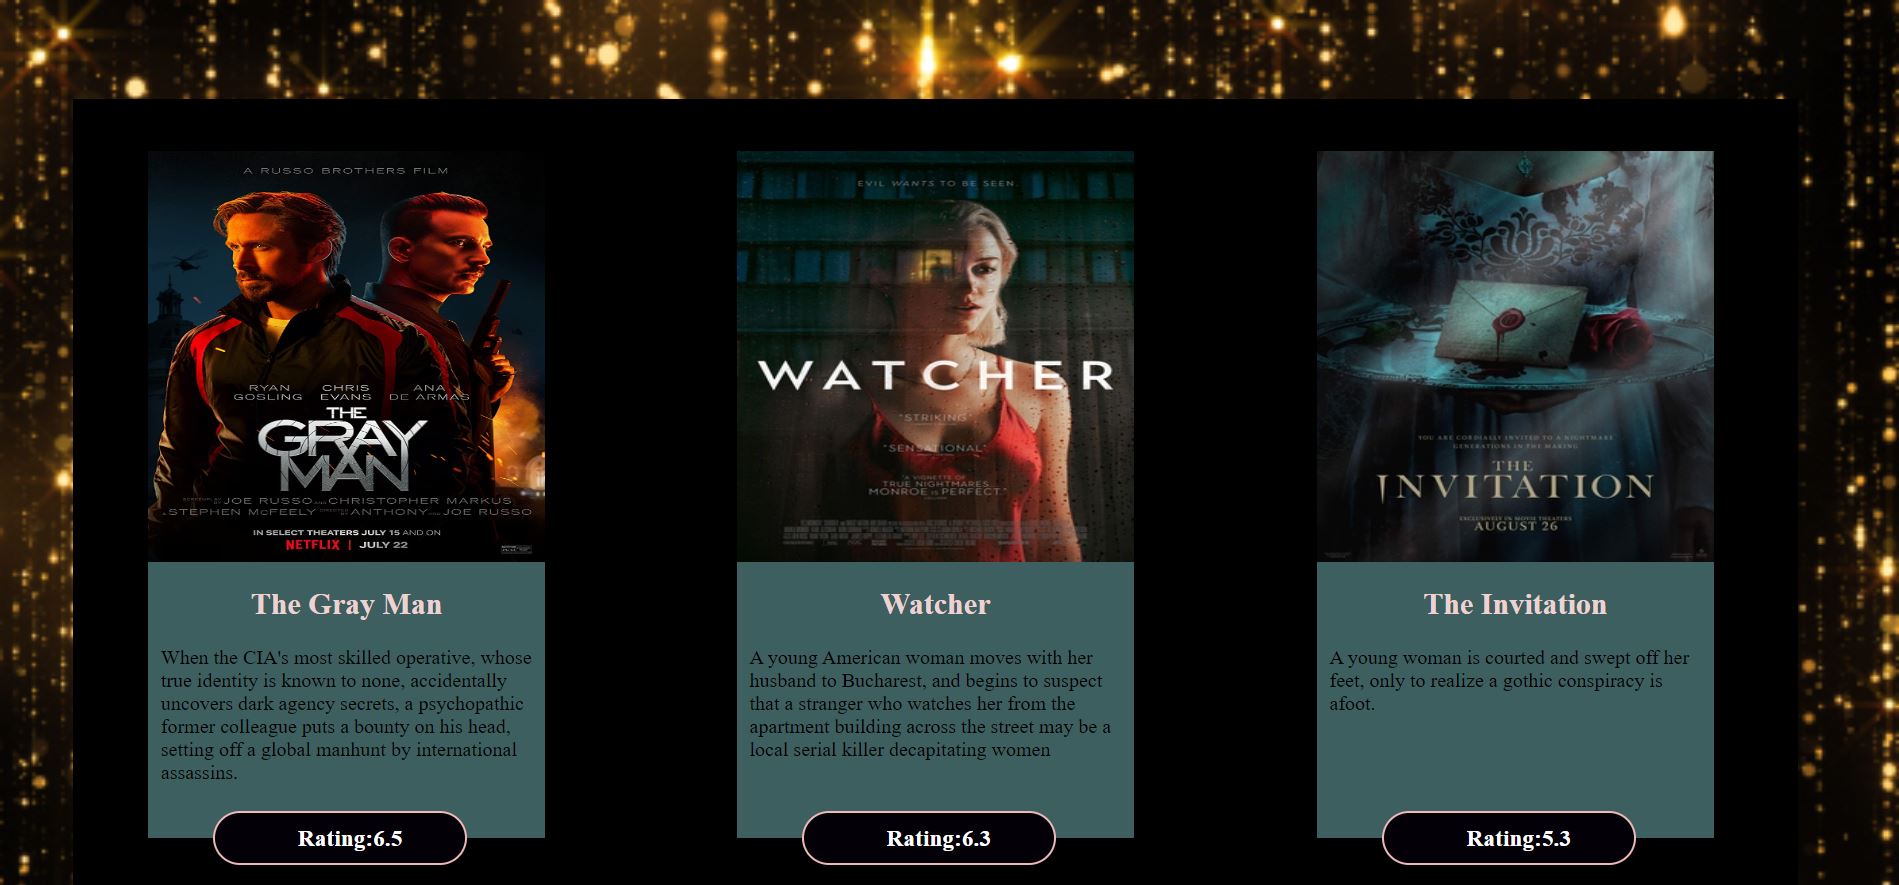 A RUSSO BROTHERS FILM
RYAN GOSLING
CHRIS EVANS
ANA DE ARMAS
THE
GRAY
MAN
JOE RUSSO CHRISTOPHER MARKUS
STEPHEN McFEELY ANTHONY JOE RUSSO
IN SELECT THEATERS JULY 15 AND ON
NETFLIX | JULY 22
The Gray Man
When the CIA's most skilled operative, whose
true identity is known to none, accidentally
uncovers dark agency secrets, a psychopathic
former colleague puts a bounty on his head,
setting off a global manhunt by international
assassins.
Rating:6.5
EVIL WANTS TO BE SEEN.
WATCHER
"STRIKING"
"SENSATIONAL"
"A VIGNETTE OF
TRUE NIGHTMARES.
MONROE IS PERFECT."
Watcher
A young American woman moves with her
husband to Bucharest, and begins to suspect
that a stranger who watches her from the
apartment building across the street may be a
local serial killer decapitating women
Rating:6.3
YOU ARE CORDIALLY INVITED TO A NIGHTMARE
GENERATIONS IN THE MAKING
THE
INVITATION
EXCLUSIVELY IN MOVIE THEATERS
AUGUST 26
The Invitation
A young woman is courted and swept off her
feet, only to realize a gothic conspiracy is
afoot.
Rating:5.3